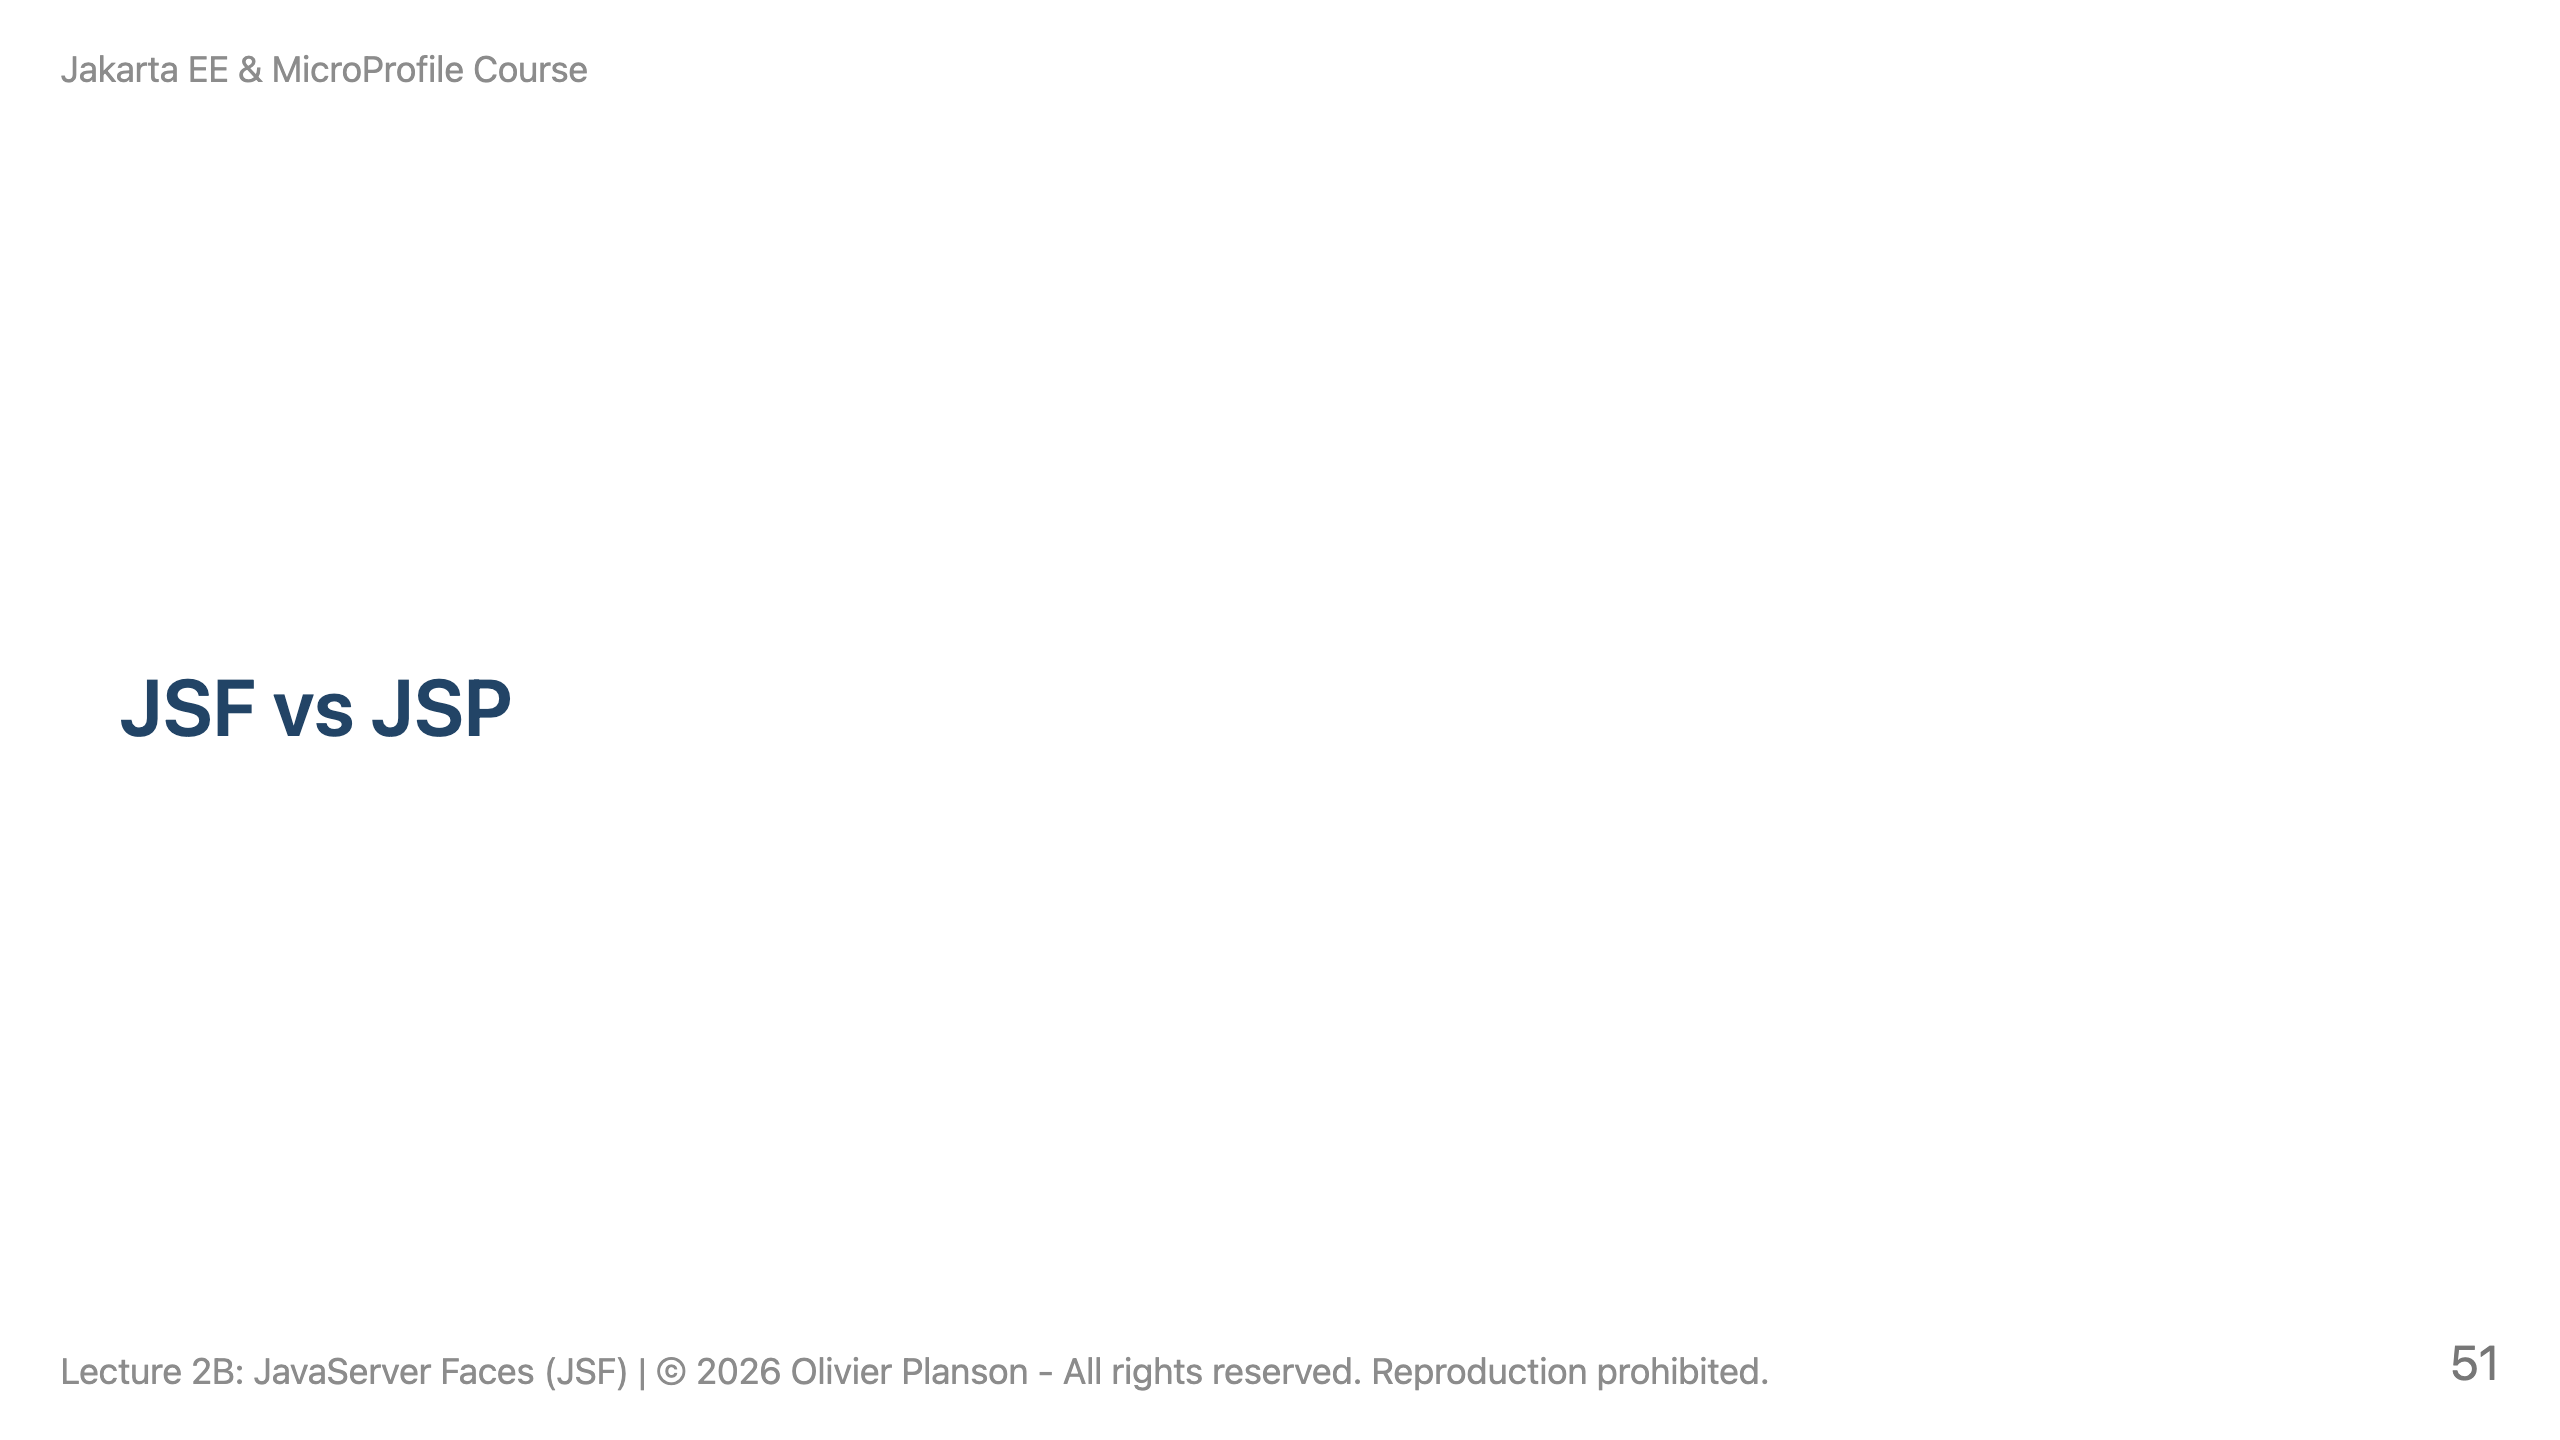 Jakarta EE & MicroProfile Course
JSF vs JSP
Lecture 2B: JavaServer Faces (JSF) | © 2026 Olivier Planson - All rights reserved. Reproduction prohibited.
51